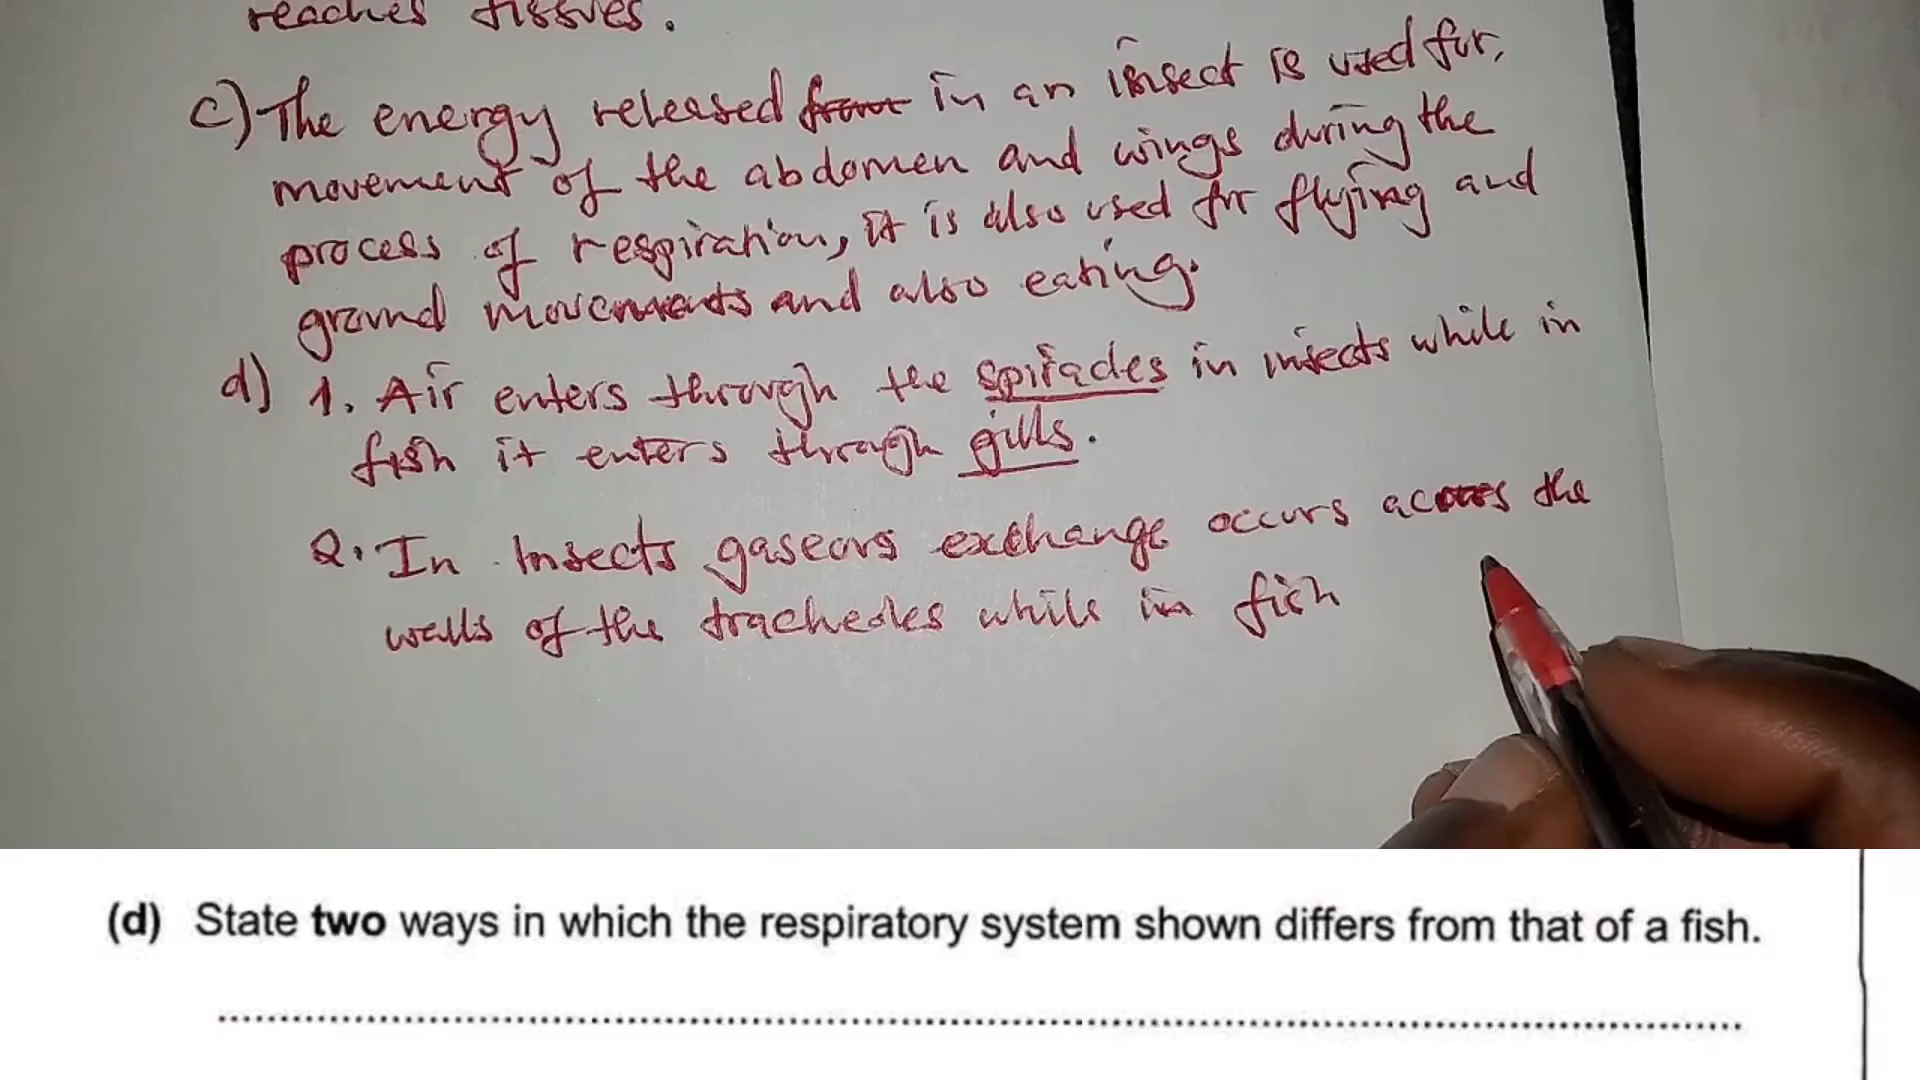 reaches tissues.
c) The energy released from in an insect is used for,
movement of the abdomen and wings during the
process of respiration, it is also used for flying and
ground movements and also eating.
d) 1. Air enters through the spiracles in insects while in
fish it enters through gills.
2. In Insects gaseous exchange occurs across the
walls of the tracheoles while in fish
(d) State two ways in which the respiratory system shown differs from that of a fish.